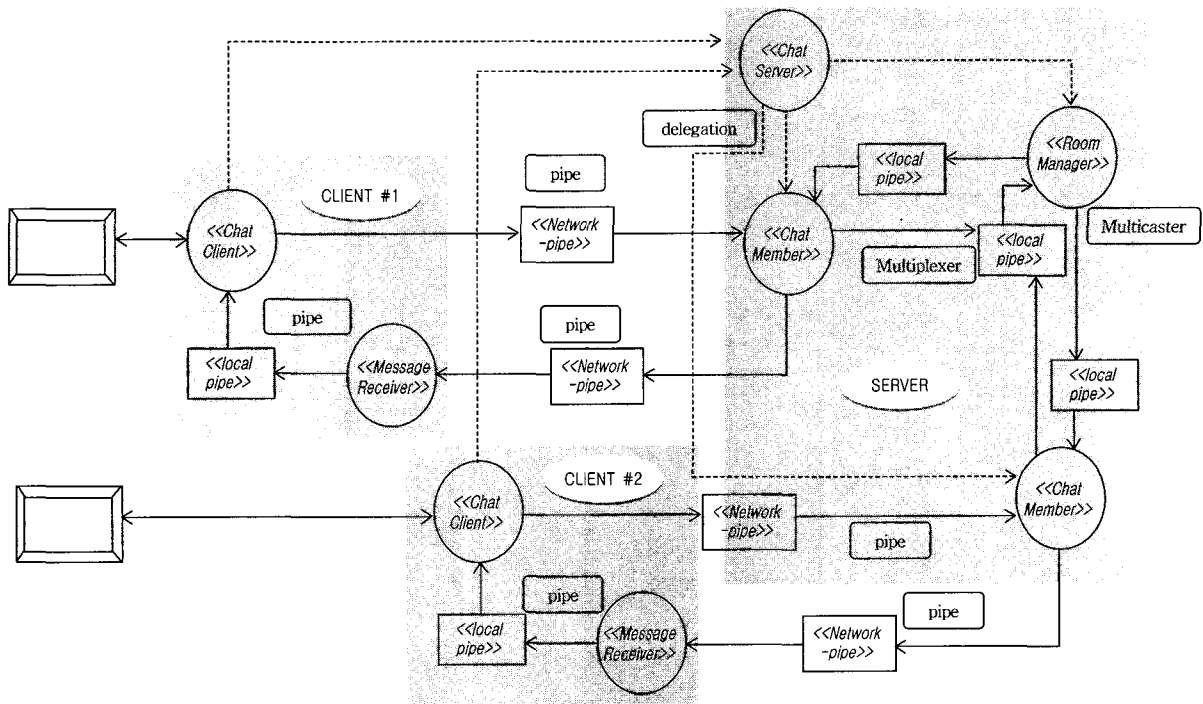 <<Chat
Server>>
delegation
<<Room
Manager>>
<<local
pipe>>
pipe
CLIENT #1
<<Chat
Client>>
<<Network
-pipe>>
<<Chat
Member>>
Multiplexer
<<local
pipe>>
Multicaster
pipe
<<local
pipe>>
<<Message
Receiver>>
pipe
<<Network
-pipe>>
SERVER
<<local
pipe>>
CLIENT #2
<<Chat
Client>>
<<Network
-pipe>>
pipe
<<Chat
Member>>
pipe
<<local
pipe>>
<<Message
Receiver>>
pipe
<<Network
-pipe>>